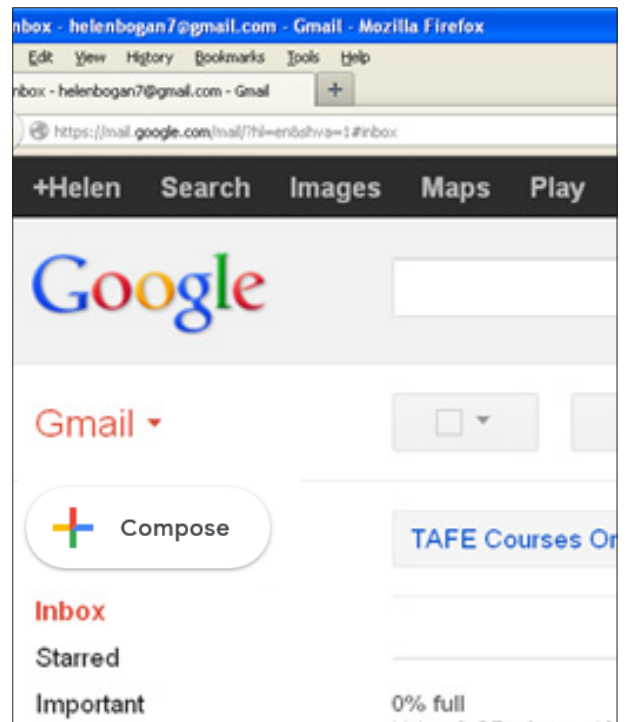 nbox - helenbogan7@gmail.com - Gmail - Mozilla Firefox
Edit View History Bookmarks Tools Help
nbox - helenbogan7@gmail.com - Gmail +
https://mail.google.com/mail/?hl=en&shva=1#inbox
+Helen Search Images Maps Play
Google
Gmail
Compose
TAFE Courses On
Inbox
Starred
Important
0% full